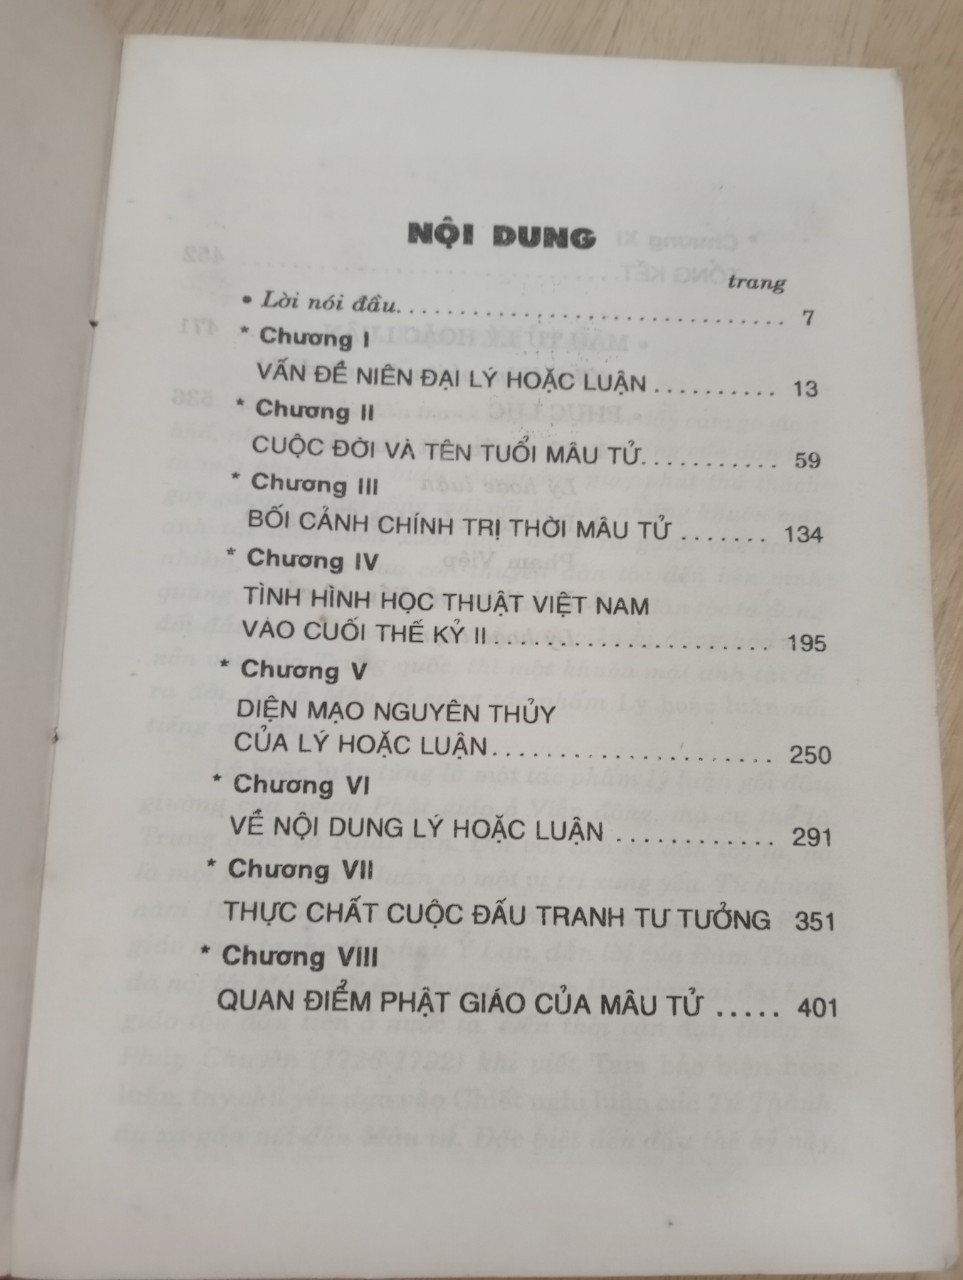 NỘI DUNG
trang
• Lời nói đầu................................ 7
* Chương I
VẤN ĐỀ NIÊN ĐẠI LÝ HOẶC LUẬN .......... 13
* Chương II
CUỘC ĐỜI VÀ TÊN TUỔI MÂU TỬ........... 59
* Chương III
BỐI CẢNH CHÍNH TRỊ THỜI MÂU TỬ ....... 134
* Chương IV
TÌNH HÌNH HỌC THUẬT VIỆT NAM
VÀO CUỐI THẾ KỶ II...................... 195
* Chương V
DIỆN MẠO NGUYÊN THỦY
CỦA LÝ HOẶC LUẬN...................... 250
* Chương VI
VỀ NỘI DUNG LÝ HOẶC LUẬN ............. 291
* Chương VII
THỰC CHẤT CUỘC ĐẤU TRANH TƯ TƯỞNG 351
* Chương VIII
QUAN ĐIỂM PHẬT GIÁO CỦA MÂU TỬ ..... 401